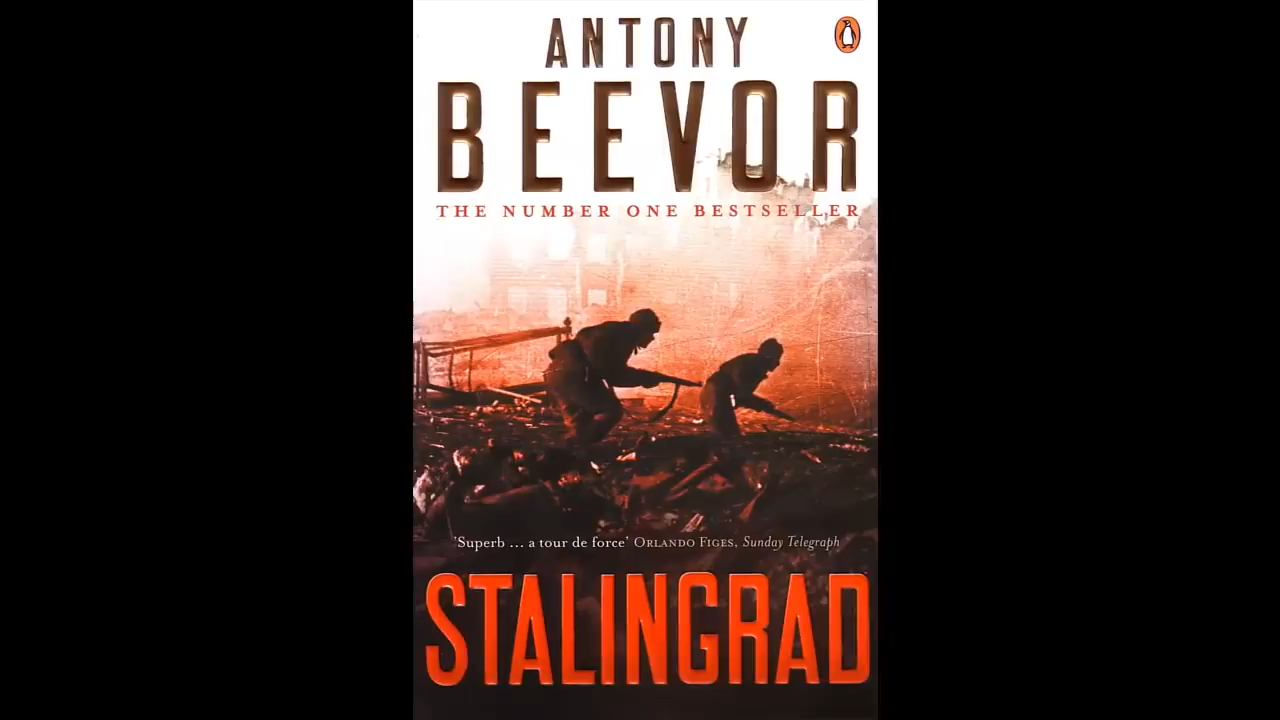 ANTONY
BEEVOR
THE NUMBER ONE BESTSELLER
'Superb ... a tour de force' ORLANDO FIGES, Sunday Telegraph
STALINGRAD